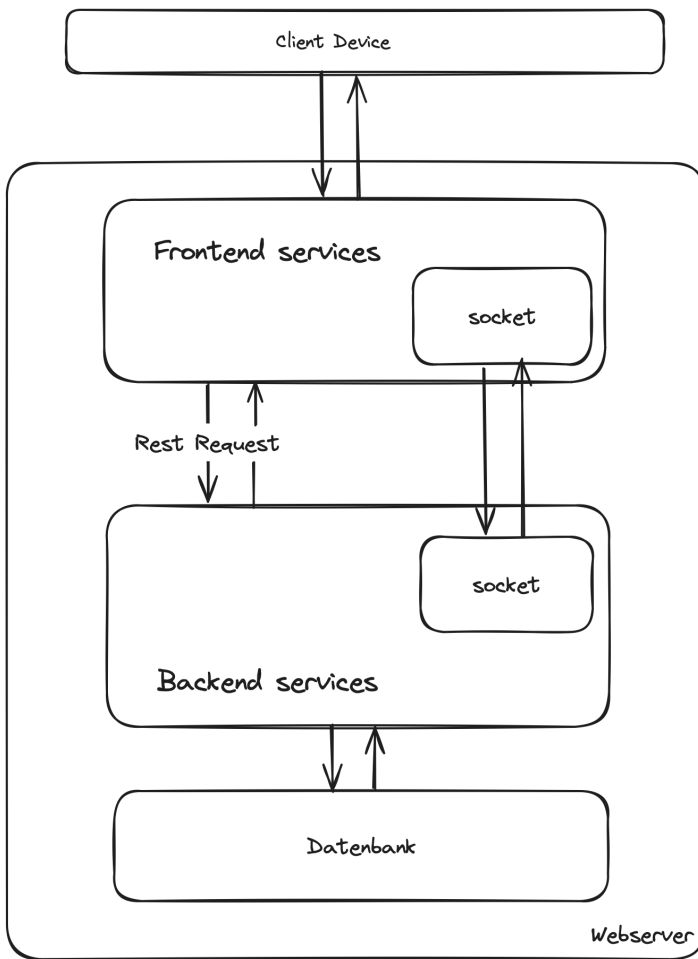 Client Device
Frontend services
socket
Rest Request
socket
Backend services
Datenbank
Webserver